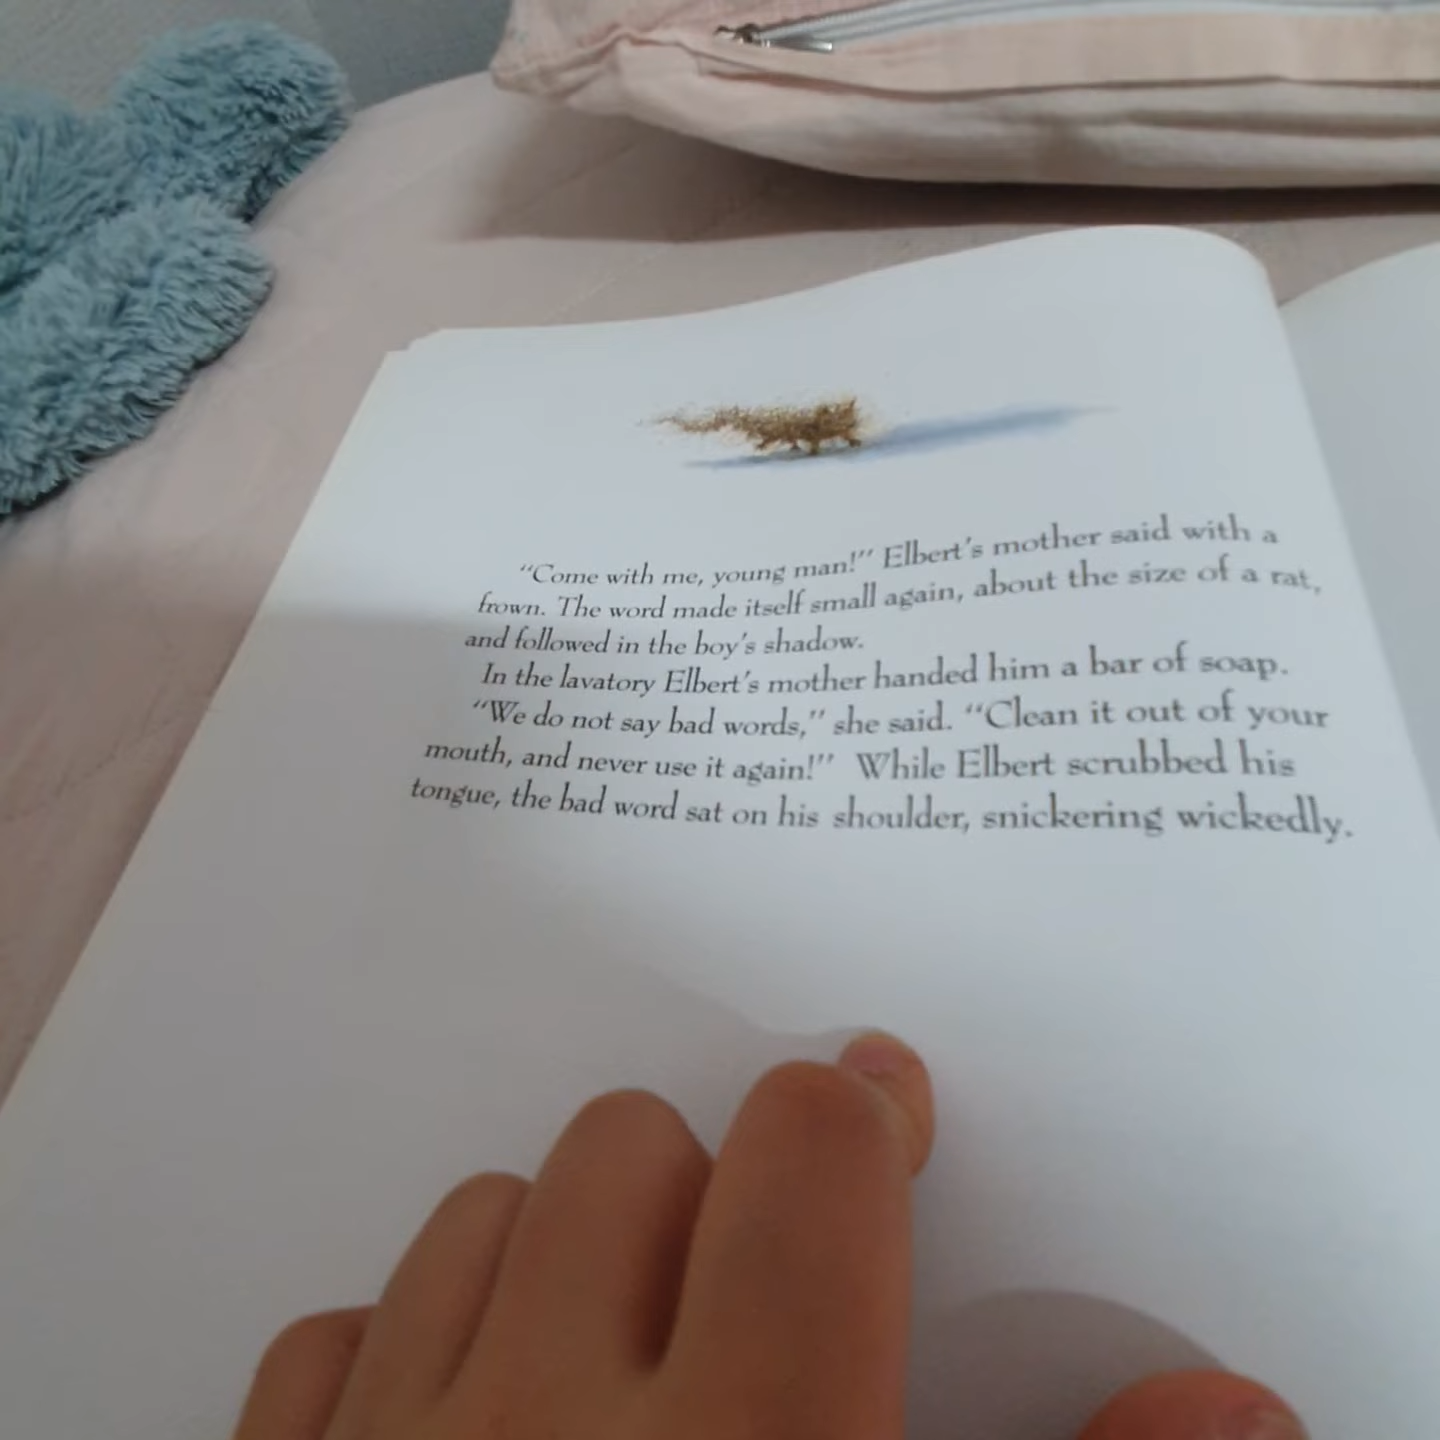 “Come with me, young man!” Elbert’s mother said with a
frown. The word made itself small again, about the size of a rat,
and followed in the boy’s shadow.
In the lavatory Elbert’s mother handed him a bar of soap.
“We do not say bad words,” she said. “Clean it out of your
mouth, and never use it again!” While Elbert scrubbed his
tongue, the bad word sat on his shoulder, snickering wickedly.